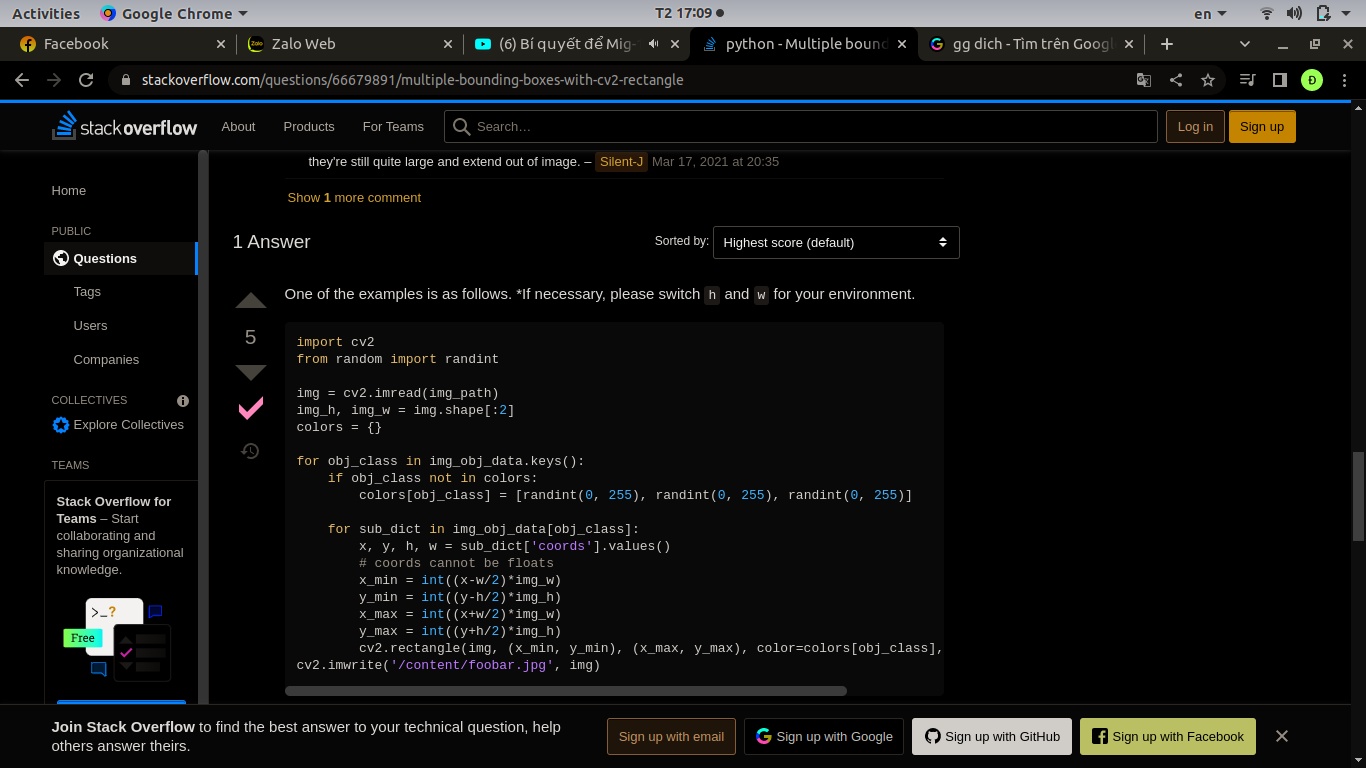 Activities Google Chrome T2 17:09 en
Facebook Zalo Web (6) Bí quyết để Mig- python - Multiple bound gg dich - Tìm trên Googl
stackoverflow.com/questions/66679891/multiple-bounding-boxes-with-cv2-rectangle Đ
stackoverflow About Products For Teams Search… Log in Sign up
they're still quite large and extend out of image. – Silent-J Mar 17, 2021 at 20:35
Show 1 more comment
Home
PUBLIC
Questions
Tags
Users
Companies
COLLECTIVES
Explore Collectives
TEAMS
Stack Overflow for
Teams – Start
collaborating and
sharing organizational
knowledge.
>_?
Free
1 Answer Sorted by: Highest score (default)
One of the examples is as follows. *If necessary, please switch h and w for your environment.
5
import cv2
from random import randint
img = cv2.imread(img_path)
img_h, img_w = img.shape[:2]
colors = {}
for obj_class in img_obj_data.keys():
    if obj_class not in colors:
        colors[obj_class] = [randint(0, 255), randint(0, 255), randint(0, 255)]
    for sub_dict in img_obj_data[obj_class]:
        x, y, h, w = sub_dict['coords'].values()
        # coords cannot be floats
        x_min = int((x-w/2)*img_w)
        y_min = int((y-h/2)*img_h)
        x_max = int((x+w/2)*img_w)
        y_max = int((y+h/2)*img_h)
        cv2.rectangle(img, (x_min, y_min), (x_max, y_max), color=colors[obj_class],
cv2.imwrite('/content/foobar.jpg', img)
Join Stack Overflow to find the best answer to your technical question, help
others answer theirs.
Sign up with email Sign up with Google Sign up with GitHub Sign up with Facebook